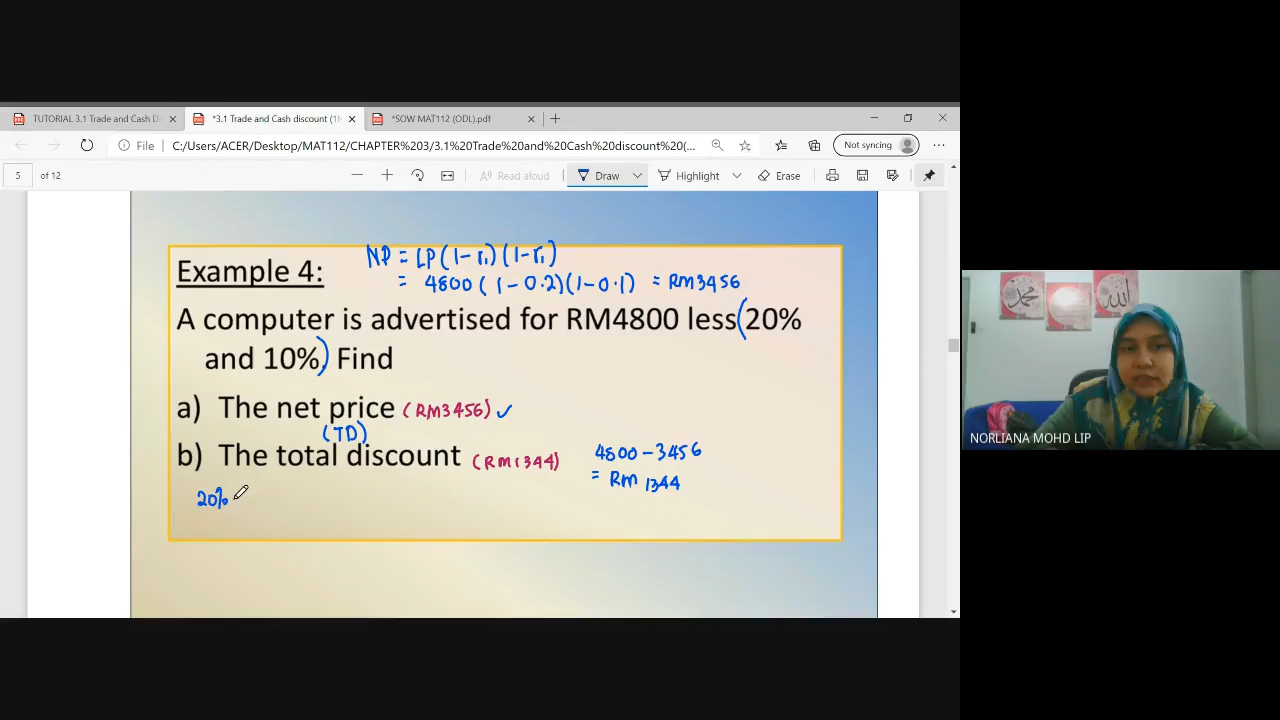 TUTORIAL 3.1 Trade and Cash D
*3.1 Trade and Cash discount (1
*SOW MAT112 (ODL).pdf
File
C:/Users/ACER/Desktop/MAT112/CHAPTER%203/3.1%20Trade%20and%20Cash%20discount%20(...
Not syncing
5 of 12
Read aloud
Draw
Highlight
Erase
NP = LP(1-r₁)(1-r₁)
Example 4:
= 4800(1-0.2)(1-0.1) = RM3456
A computer is advertised for RM4800 less (20%
and 10%) Find
a) The net price (RM3456) ✓
(TD)
b) The total discount (RM1344)
4800-3456
= RM 1344
20%
محمد
الله
NORLIANA MOHD LIP